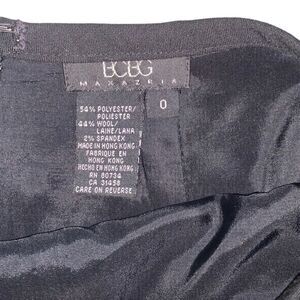 BCBG
MAXAZRIA
0
54% POLYESTER/
POLIESTER
44% WOOL/
LAINE/LANA
2% SPANDEX
MADE IN HONG KONG
FABRIQUE EN
HONG KONG
HECHO EN HONG KONG
RN 80734
CA 31458
CARE ON REVERSE